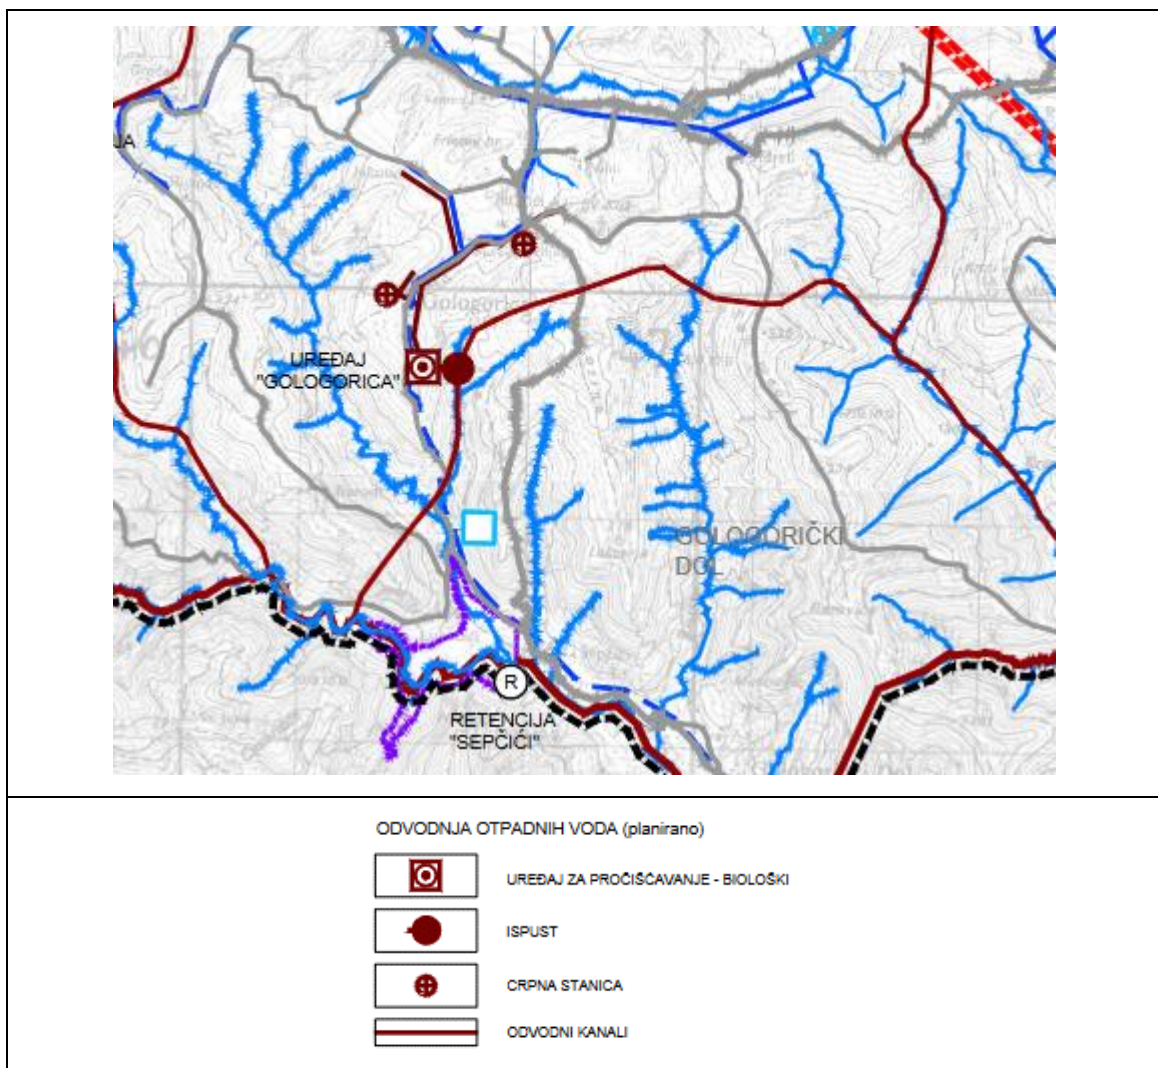 JA
Gologorica
UREĐAJ
"GOLOGORICA"
GOLOGORIČKI
DOL
R
RETENCIJA
"SEPČIĆI"
ODVODNJA OTPADNIH VODA (planirano)
UREĐAJ ZA PROČIŠĆAVANJE - BIOLOŠKI
ISPUST
CRPNA STANICA
ODVODNI KANALI